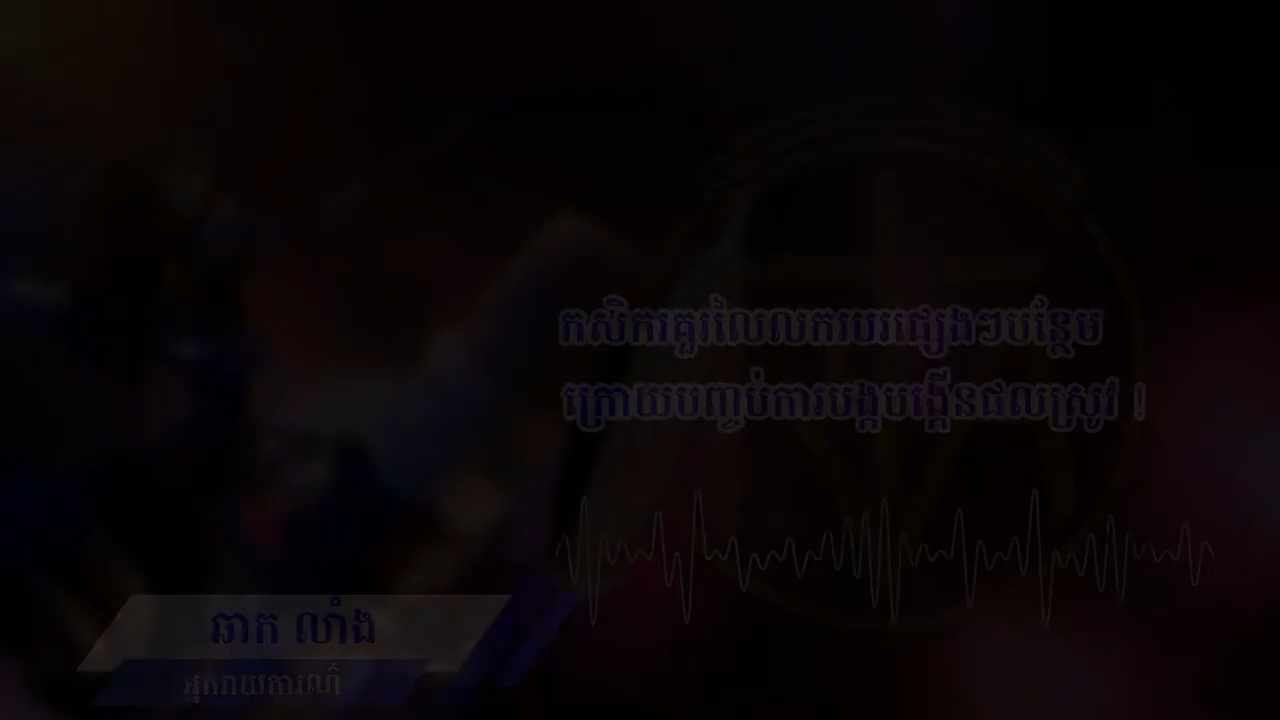 កសិករគួរលៃលករបរផ្សេងៗបន្ថែម
ក្រោយបញ្ចប់ការបង្កបង្កើនផលស្រូវ !
ឆាក លាំង
អ្នករាយការណ៍